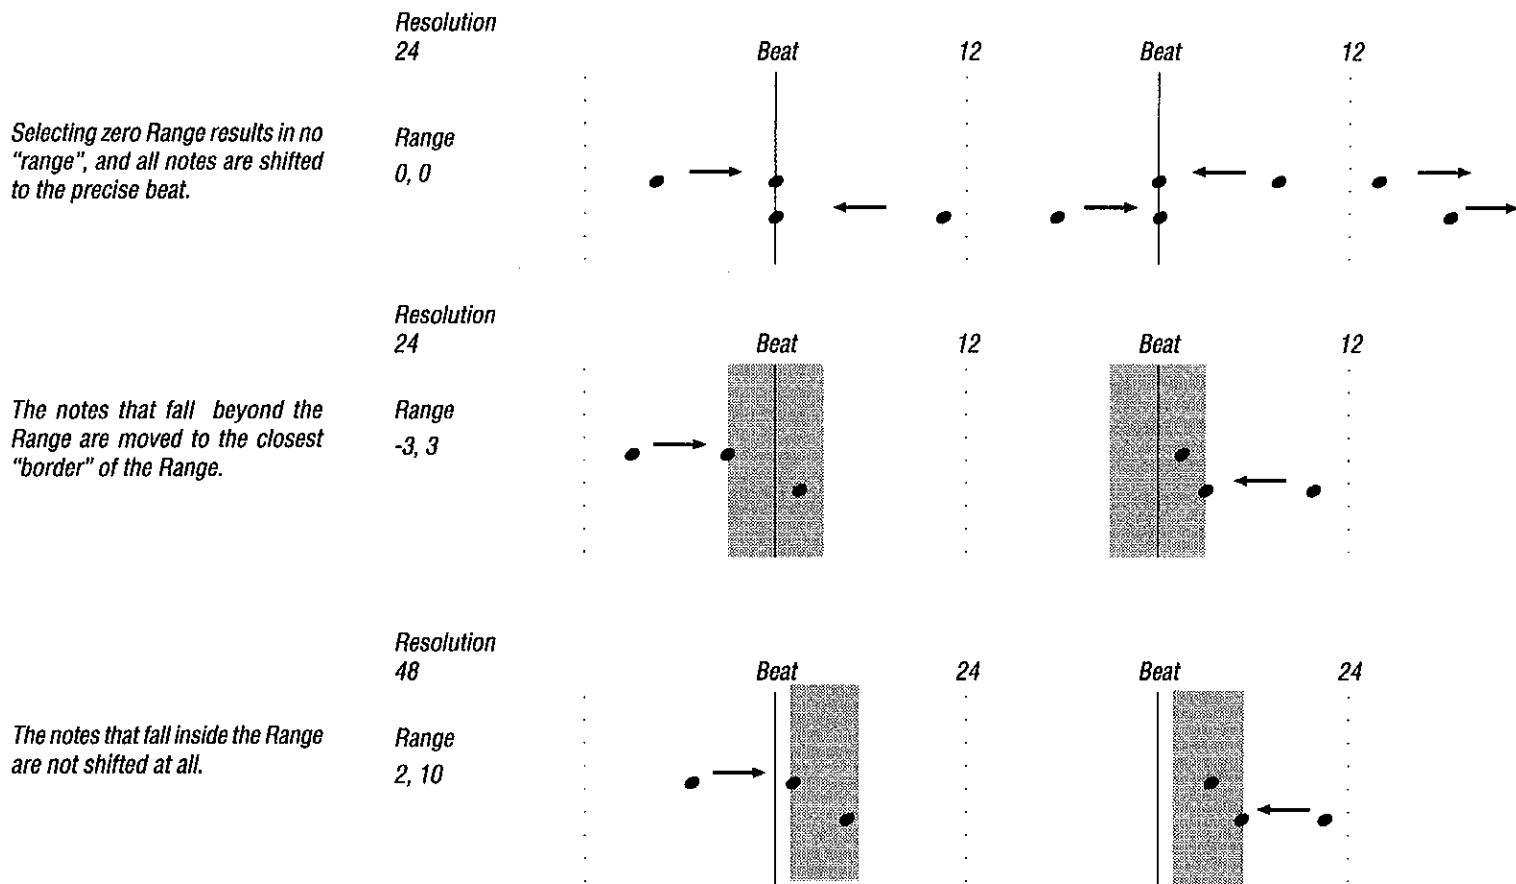 Resolution
24 Beat 12 Beat 12
Selecting zero Range results in no
"range", and all notes are shifted
to the precise beat.
Range
0, 0
Resolution
24 Beat 12 Beat 12
The notes that fall beyond the
Range are moved to the closest
"border" of the Range.
Range
-3, 3
Resolution
48 Beat 24 Beat 24
The notes that fall inside the Range
are not shifted at all.
Range
2, 10